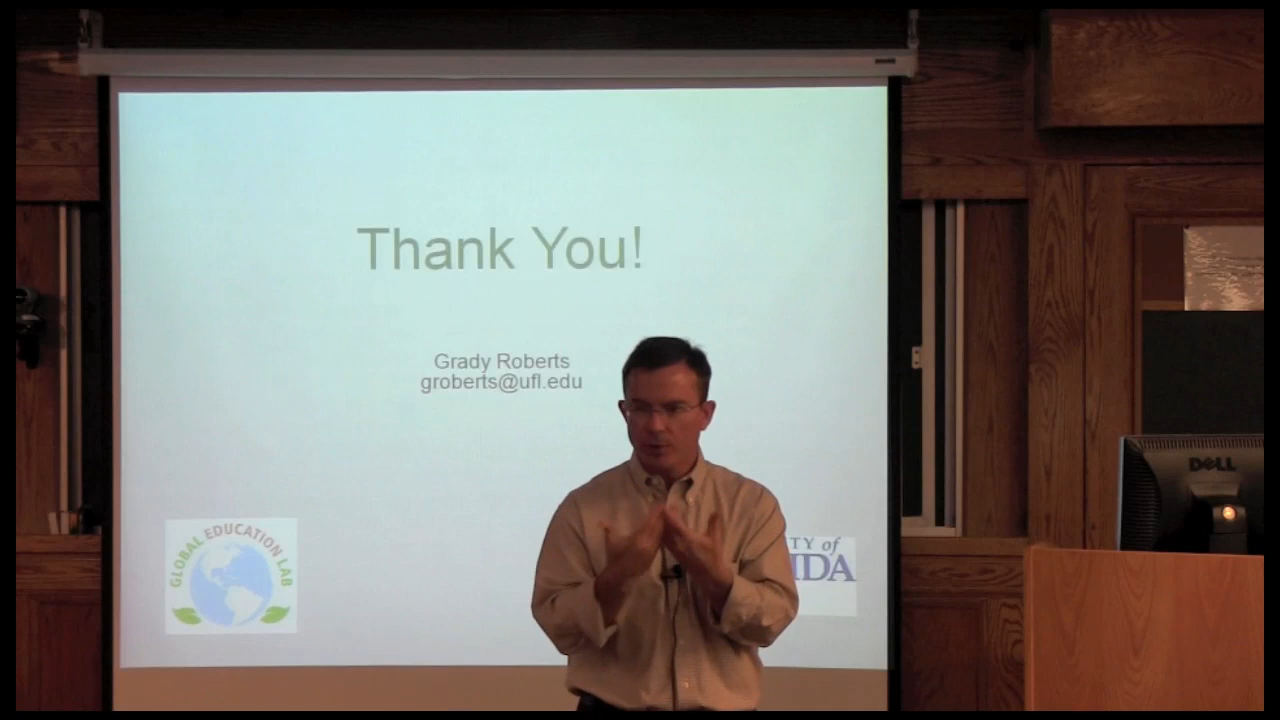 Thank You!
Grady Roberts
groberts@ufl.edu
GLOBAL EDUCATION LAB
TY of
IDA
DELL